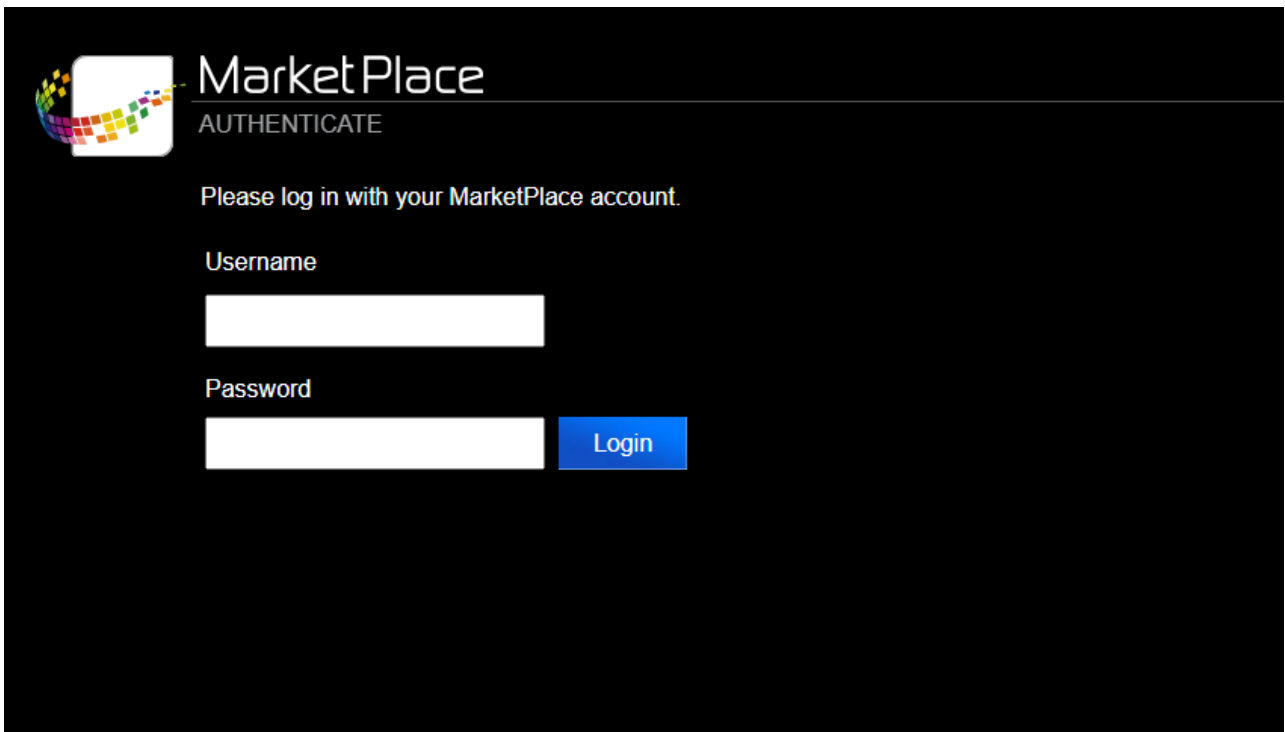 MarketPlace
AUTHENTICATE
Please log in with your MarketPlace account.
Username
Password
Login